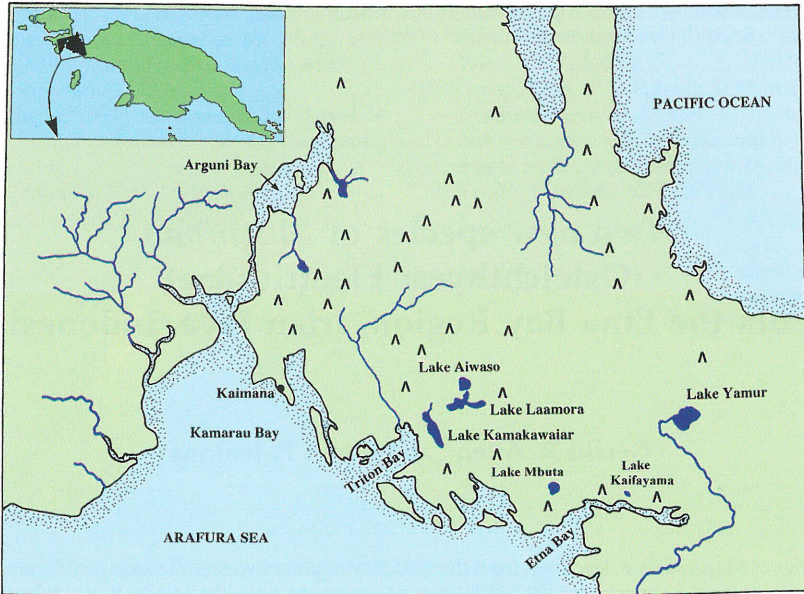 PACIFIC OCEAN
Arguni Bay
Lake Aiwaso
Kaimana
Lake Laamora
Lake Yamur
Kamarau Bay
Lake Kamakawaiar
Triton Bay
Lake Mbuta
Lake
Kaifayama
ARAFURA SEA
Etna Bay